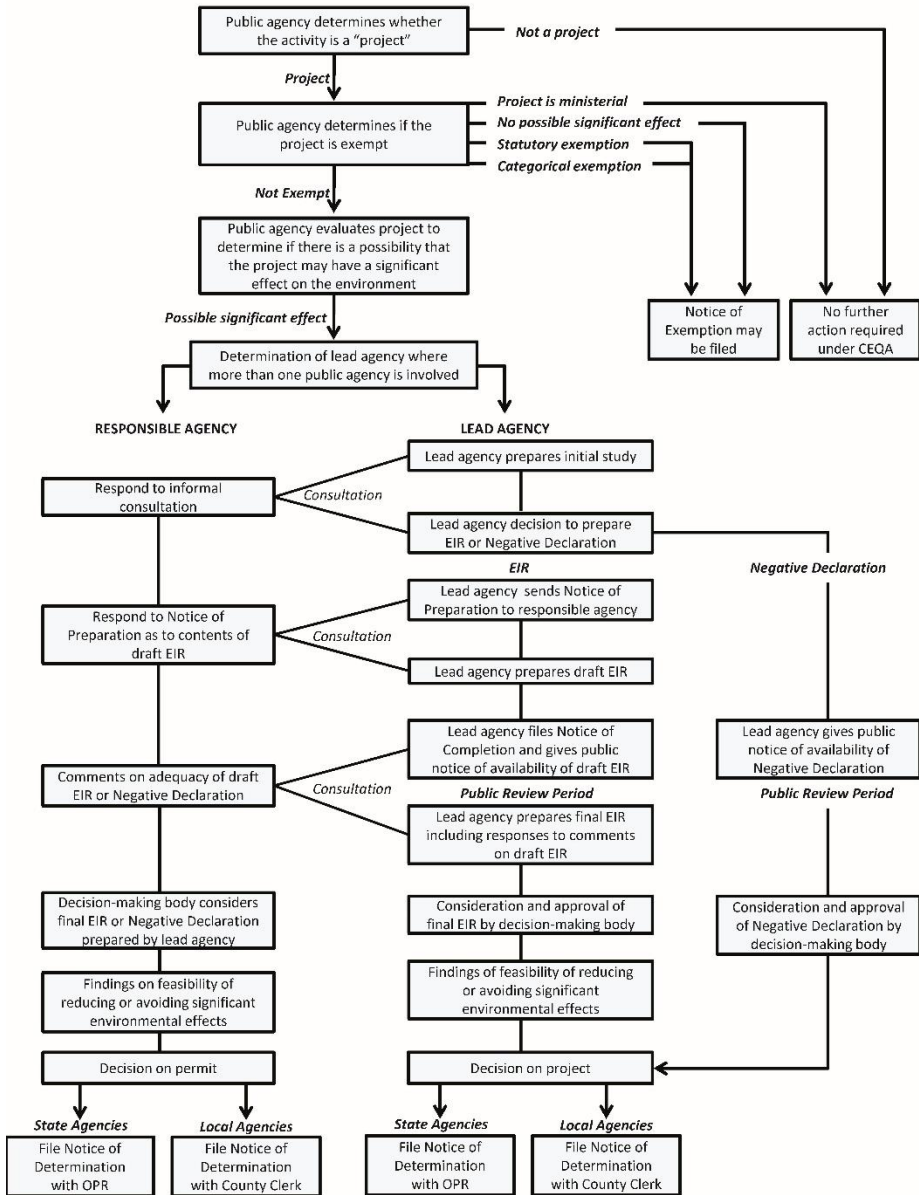 Public agency determines whether
the activity is a “project”
Not a project
Project
Public agency determines if the
project is exempt
Project is ministerial
No possible significant effect
Statutory exemption
Categorical exemption
Not Exempt
Public agency evaluates project to
determine if there is a possibility that
the project may have a significant
effect on the environment
Notice of
Exemption may
be filed
No further
action required
under CEQA
Possible significant effect
Determination of lead agency where
more than one public agency is involved
RESPONSIBLE AGENCY
LEAD AGENCY
Lead agency prepares initial study
Respond to informal
consultation
Consultation
Lead agency decision to prepare
EIR or Negative Declaration
EIR
Negative Declaration
Lead agency sends Notice of
Preparation to responsible agency
Respond to Notice of
Preparation as to contents of
draft EIR
Consultation
Lead agency prepares draft EIR
Lead agency files Notice of
Completion and gives public
notice of availability of draft EIR
Lead agency gives public
notice of availability of
Negative Declaration
Comments on adequacy of draft
EIR or Negative Declaration
Consultation
Public Review Period
Public Review Period
Lead agency prepares final EIR
including responses to comments
on draft EIR
Decision-making body considers
final EIR or Negative Declaration
prepared by lead agency
Consideration and approval of
final EIR by decision-making body
Consideration and approval
of Negative Declaration by
decision-making body
Findings on feasibility of
reducing or avoiding significant
environmental effects
Findings of feasibility of reducing
or avoiding significant
environmental effects
Decision on permit
Decision on project
State Agencies
Local Agencies
State Agencies
Local Agencies
File Notice of
Determination
with OPR
File Notice of
Determination
with County Clerk
File Notice of
Determination
with OPR
File Notice of
Determination
with County Clerk